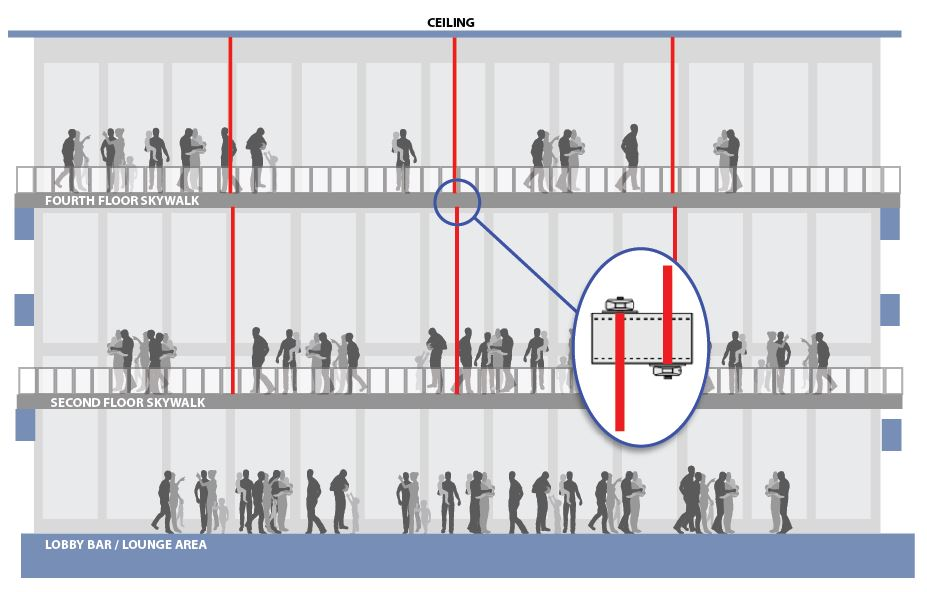 CEILING
FOURTH FLOOR SKYWALK
SECOND FLOOR SKYWALK
LOBBY BAR / LOUNGE AREA